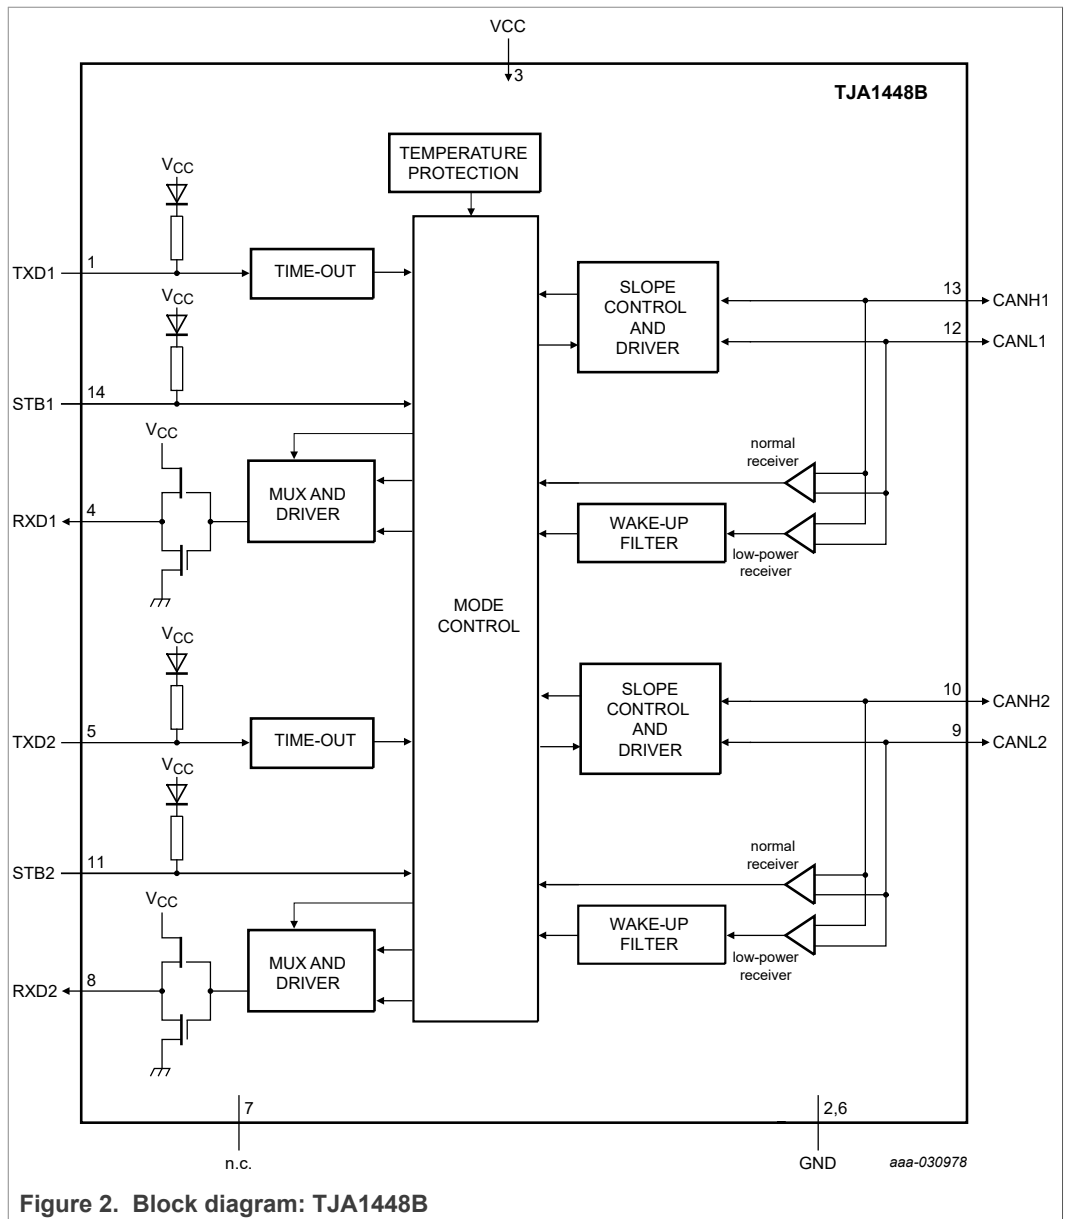 VCC
3
TJA1448B
TEMPERATURE
PROTECTION
VCC
TXD1
1
TIME-OUT
VCC
STB1
14
VCC
MUX AND
DRIVER
RXD1
4
MODE
CONTROL
SLOPE
CONTROL
AND
DRIVER
13
CANH1
12
CANL1
normal
receiver
WAKE-UP
FILTER
low-power
receiver
VCC
TXD2
5
TIME-OUT
VCC
STB2
11
VCC
MUX AND
DRIVER
RXD2
8
SLOPE
CONTROL
AND
DRIVER
10
CANH2
9
CANL2
normal
receiver
WAKE-UP
FILTER
low-power
receiver
7
n.c.
2,6
GND
aaa-030978
Figure 2. Block diagram: TJA1448B